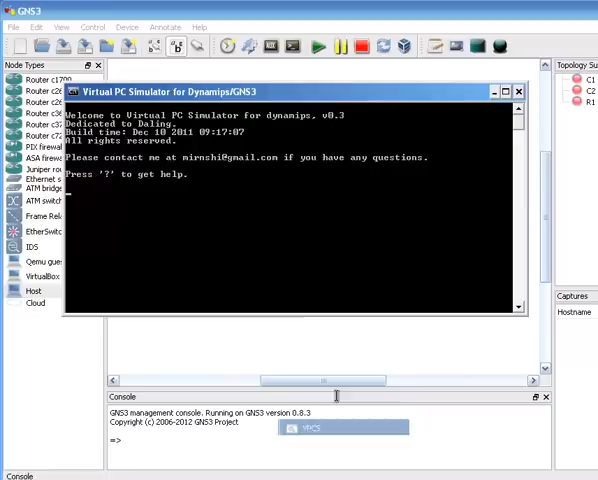 GNS3
File Edit View Control Device Annotate Help
Node Types
Topology Su
Router c1700
Router c26
Router c26
Router c36
Router c37
Router c72
PIX firewall
ASA firewa
Juniper rou
Ethernet s
ATM bridge
ATM switch
Frame Rela
EtherSwitc
IDS
Qemu gues
VirtualBox
Host
Cloud
C1
C2
R1
Virtual PC Simulator for Dynamips/GNS3
Welcome to Virtual PC Simulator for dynamips, v0.3
Dedicated to Daling.
Build time: Dec 10 2011 09:17:07
All rights reserved.
Please contact me at mirnshi@gmail.com if you have any questions.
Press '?' to get help.
Captures
Hostname
Console
GNS3 management console. Running on GNS3 version 0.8.3
Copyright (c) 2006-2012 GNS3 Project
=>
VPCS
Console